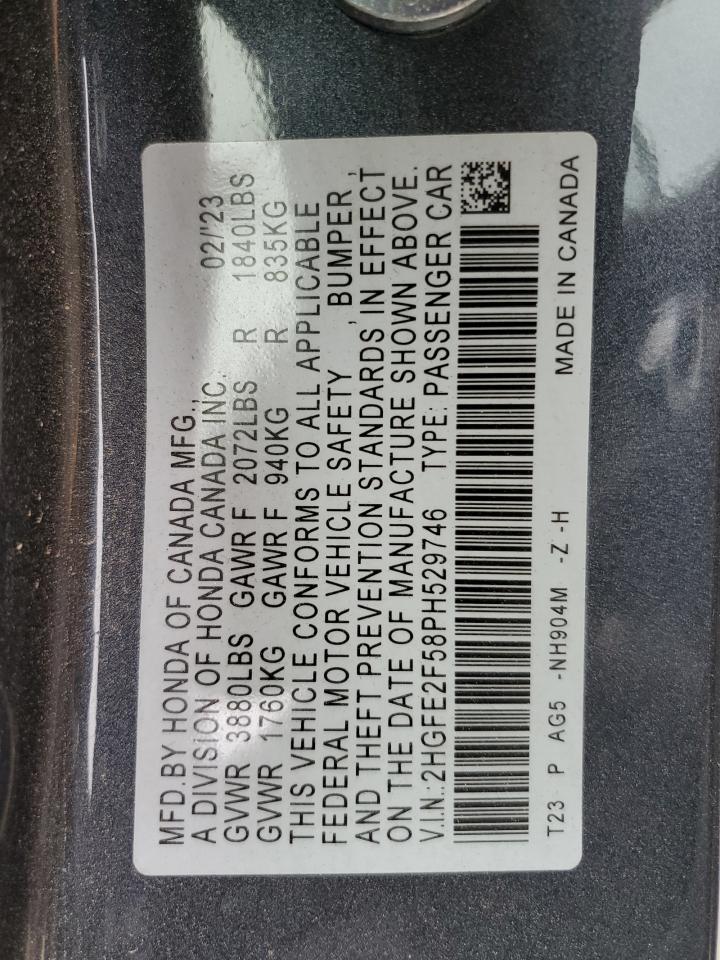 MFD.BY HONDA OF CANADA MFG.,
A DIVISION OF HONDA CANADA INC. 02/'23
GVWR 3880LBS GAWR F 2072LBS R 1840LBS
GVWR 1760KG GAWR F 940KG R 835KG
THIS VEHICLE CONFORMS TO ALL APPLICABLE
FEDERAL MOTOR VEHICLE SAFETY , BUMPER ,
AND THEFT PREVENTION STANDARDS IN EFFECT
ON THE DATE OF MANUFACTURE SHOWN ABOVE.
V.I.N.:2HGFE2F58PH529746 TYPE: PASSENGER CAR
T23 P AG5 -NH904M -Z -H MADE IN CANADA